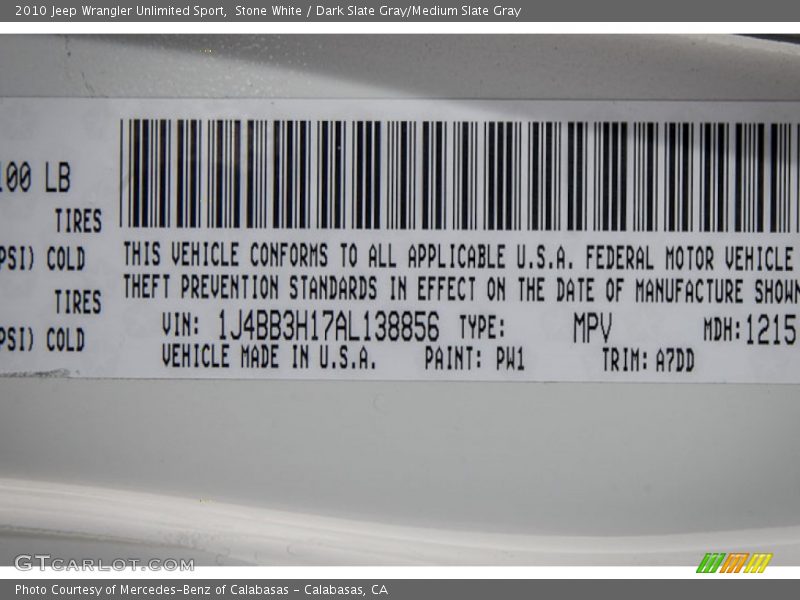 2010 Jeep Wrangler Unlimited Sport, Stone White / Dark Slate Gray/Medium Slate Gray
100 LB
TIRES
PSI) COLD
TIRES
PSI) COLD
THIS VEHICLE CONFORMS TO ALL APPLICABLE U.S.A. FEDERAL MOTOR VEHICLE
THEFT PREVENTION STANDARDS IN EFFECT ON THE DATE OF MANUFACTURE SHOWN
VIN: 1J4BB3H17AL138856 TYPE: MPV MDH: 1215
VEHICLE MADE IN U.S.A. PAINT: PW1 TRIM: A7DD
GTCARLOT.COM
Photo Courtesy of Mercedes-Benz of Calabasas - Calabasas, CA